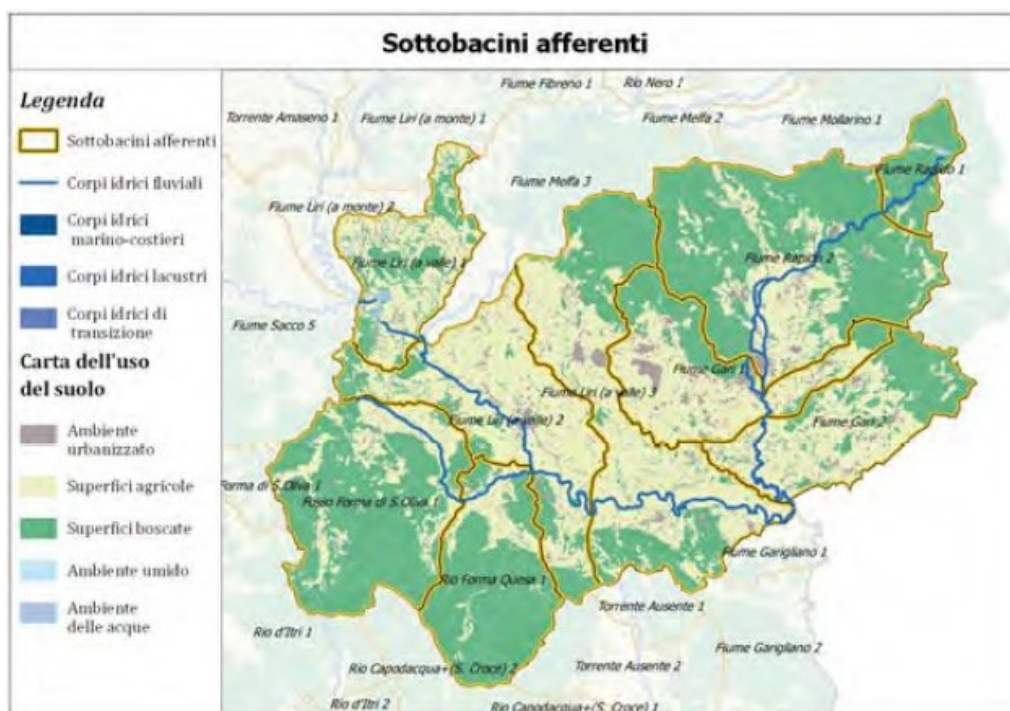 Sottobacini afferenti
Legenda
Sottobacini afferenti
Corpi idrici fluviali
Corpi idrici
marino-costieri
Corpi idrici lacustri
Corpi idrici di
transizione
Carta dell'uso
del suolo
Ambiente
urbanizzato
Superfici agricole
Superfici boscate
Ambiente umido
Ambiente
delle acque
Fiume Fibreno 1
Rio Nero 1
Torrente Amaseno 1
Fiume Liri (a monte) 1
Fiume Melfa 2
Fiume Mollarino 1
Fiume Rapido 1
Fiume Melfa 3
Fiume Liri (a monte) 2
Fiume Liri (a valle) 1
Fiume Rapido 2
Fiume Sacco 5
Fiume Gari 1
Fiume Liri (a valle) 3
Fiume Liri (a valle) 2
Fiume Gari 2
Forma di S.Oliva 1
Fosso Forma di S.Oliva 1
Fiume Garigliano 1
Rio Forma Quesa 1
Torrente Ausente 1
Rio d'Itri 1
Fiume Garigliano 2
Rio Capodacqua+(S. Croce) 2
Torrente Ausente 2
Rio d'Itri 2
Rio Capodacqua+(S. Croce) 1